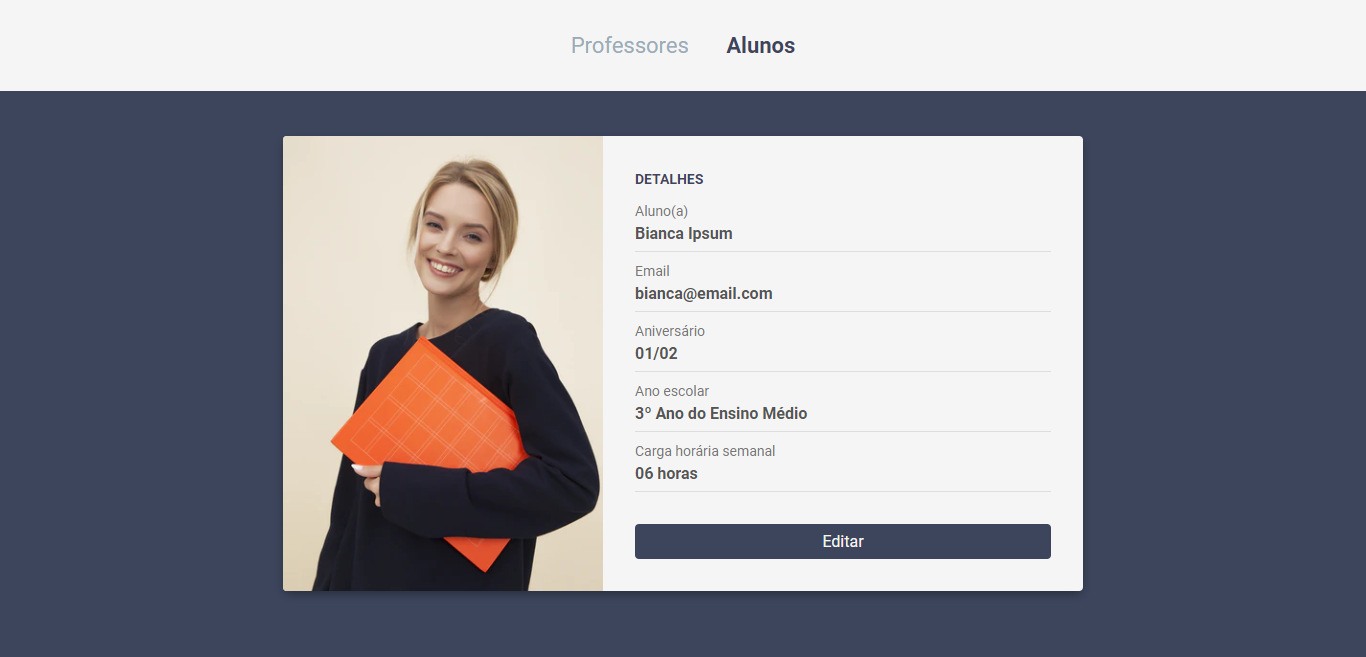 Professores Alunos
DETALHES
Aluno(a)
Bianca Ipsum
Email
bianca@email.com
Aniversário
01/02
Ano escolar
3º Ano do Ensino Médio
Carga horária semanal
06 horas
Editar